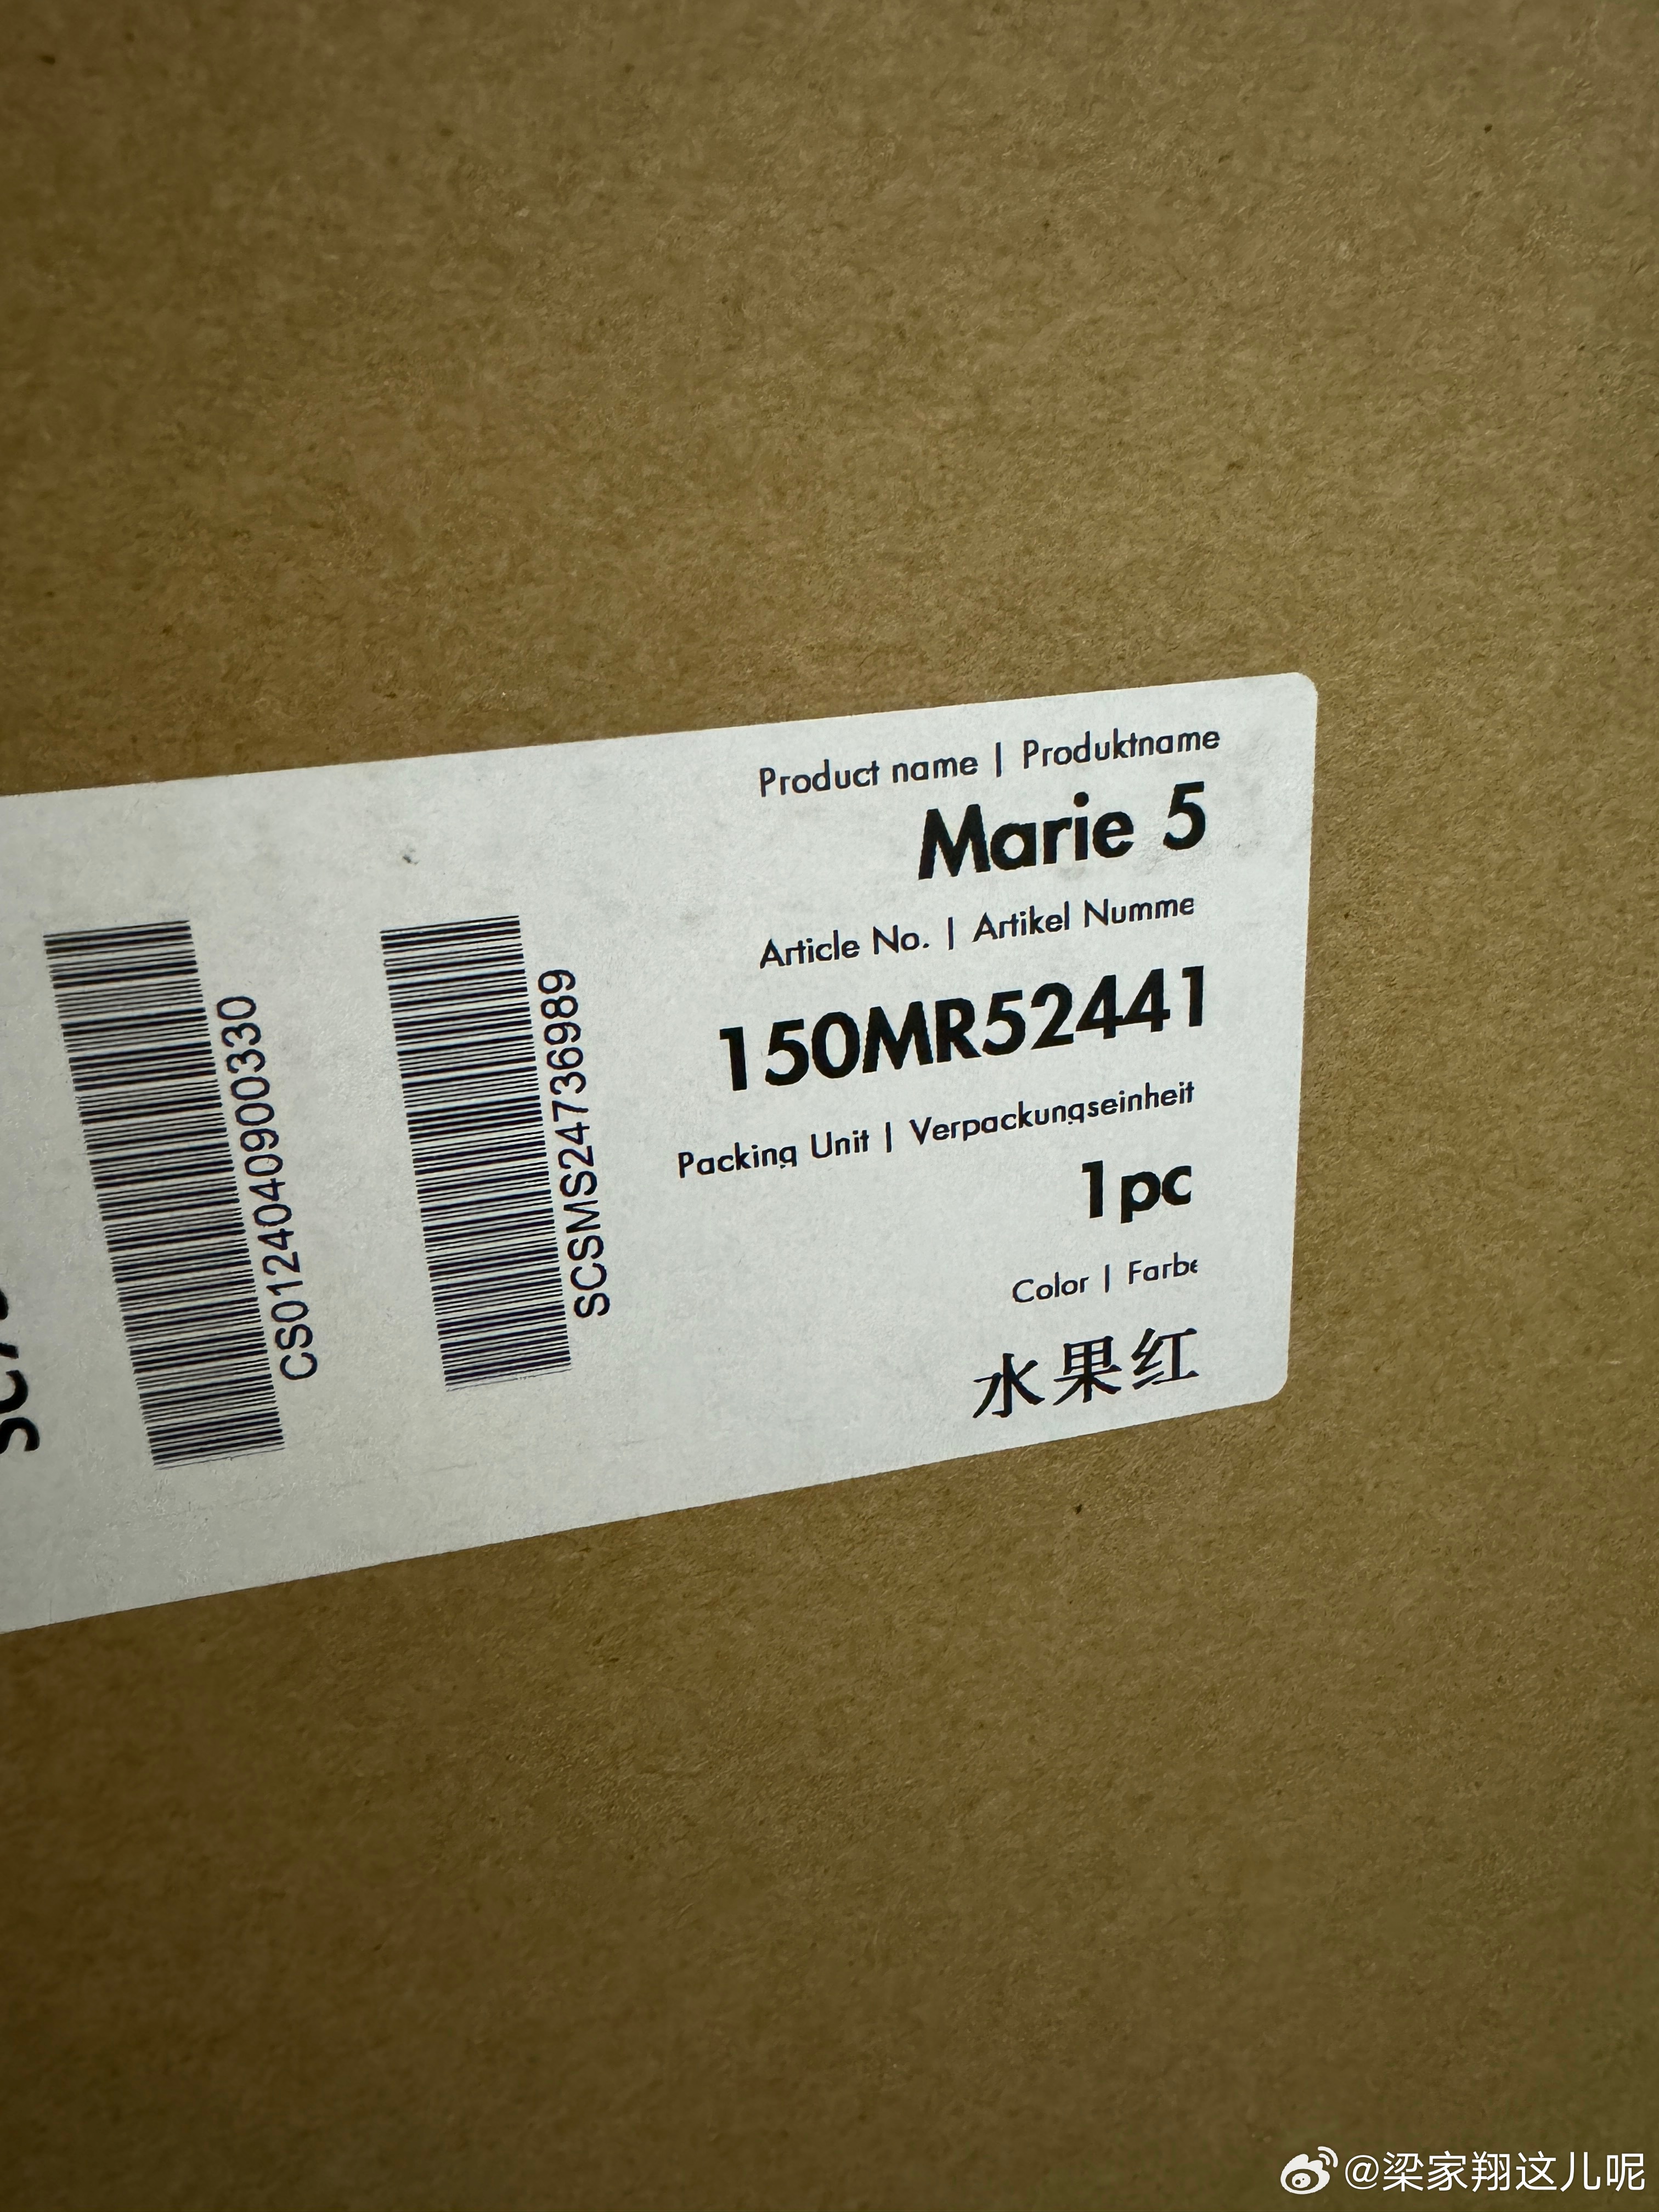 Product name | Produktname
Marie 5
Article No. | Artikel Numme
150MR52441
Packing Unit | Verpackungseinheit
1pc
Color | Farbe
水果红
CS0124040900330
SCSMS24736989
@梁家翔这儿呢